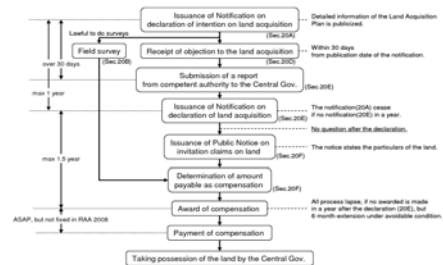 Issuance of Notification on
declaration of intention on land acquisition
(Sec.20A)
Detailed information of the Land Acquisition
Plan is publicized.
Lawful to do surveys
Field survey
(Sec.20B)
Receipt of objection to the land acquisition
(Sec.20D)
Within 30 days
from publication date of the notification.
over 30 days
Submission of a report
from competent authority to the Central Gov.
(Sec.20E)
max 1 year
Issuance of Notification on
declaration of land acquisition
(Sec.20E)
The notification(20A) cease
if no notification(20E) in a year.
No question after the declaration.
Issuance of Public Notice on
invitation claims on land
(Sec.20F)
The notice states the particulars of the land.
max 1.5 year
Determination of amount
payable as compensation
(Sec.20F)
Award of compensation
All process lapse, if no awarded is made
in a year after the declaration (20E), but
6 month extension under avoidable condition.
ASAP, but not fixed in RAA 2008
Payment of compensation
Taking possession of the land by the Central Gov.